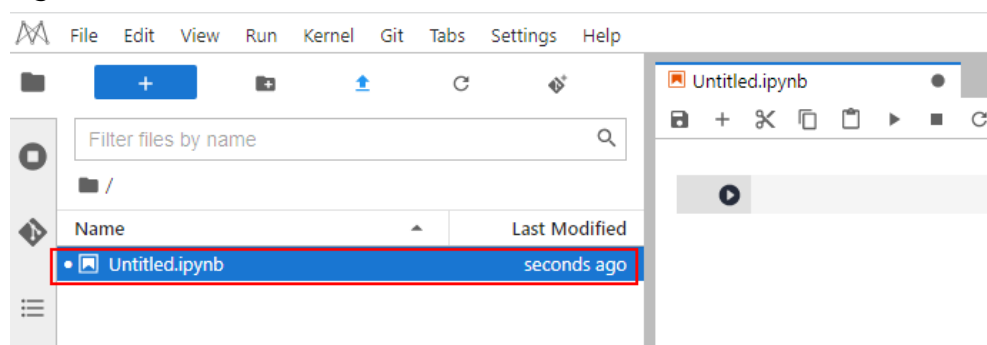 File Edit View Run Kernel Git Tabs Settings Help
Untitled.ipynb
Filter files by name
/
Name Last Modified
Untitled.ipynb seconds ago